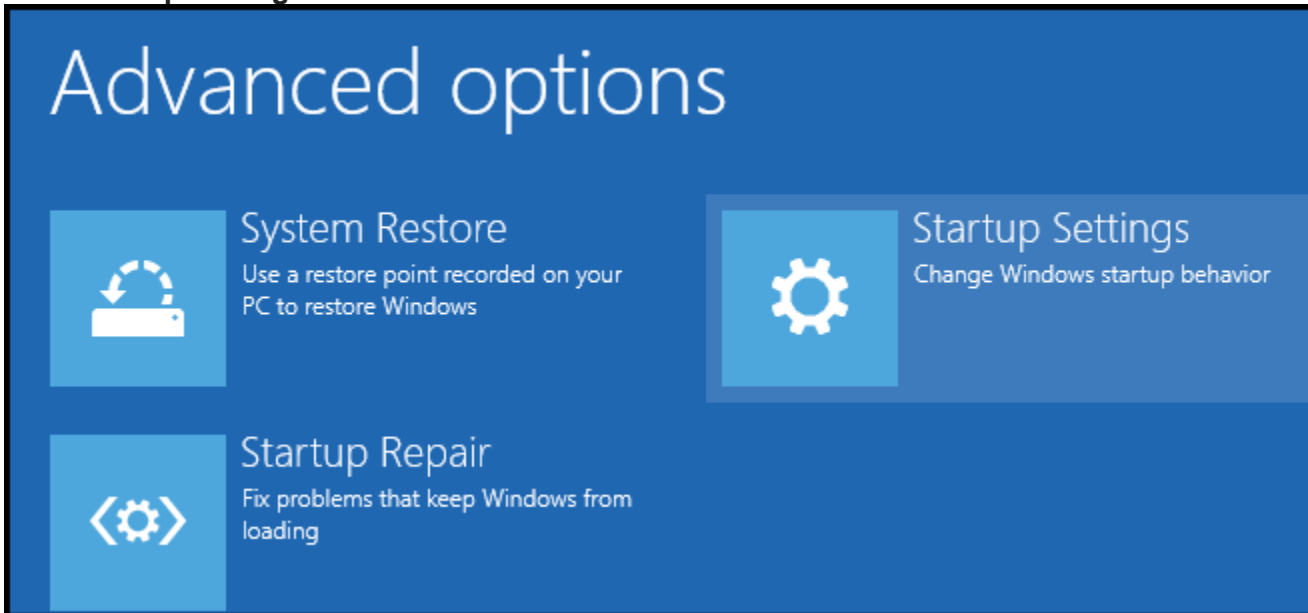 Advanced options
System Restore
Use a restore point recorded on your
PC to restore Windows
Startup Settings
Change Windows startup behavior
Startup Repair
Fix problems that keep Windows from
loading